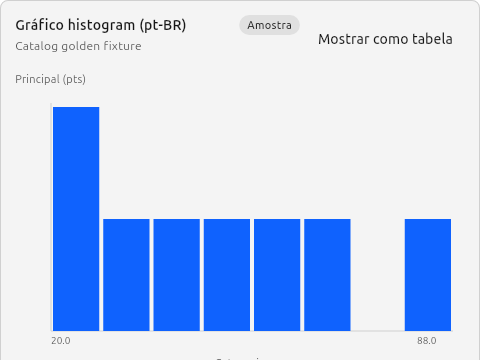 Gráfico histogram (pt-BR)
Amostra
Mostrar como tabela
Catalog golden fixture
Principal (pts)
20.0
88.0